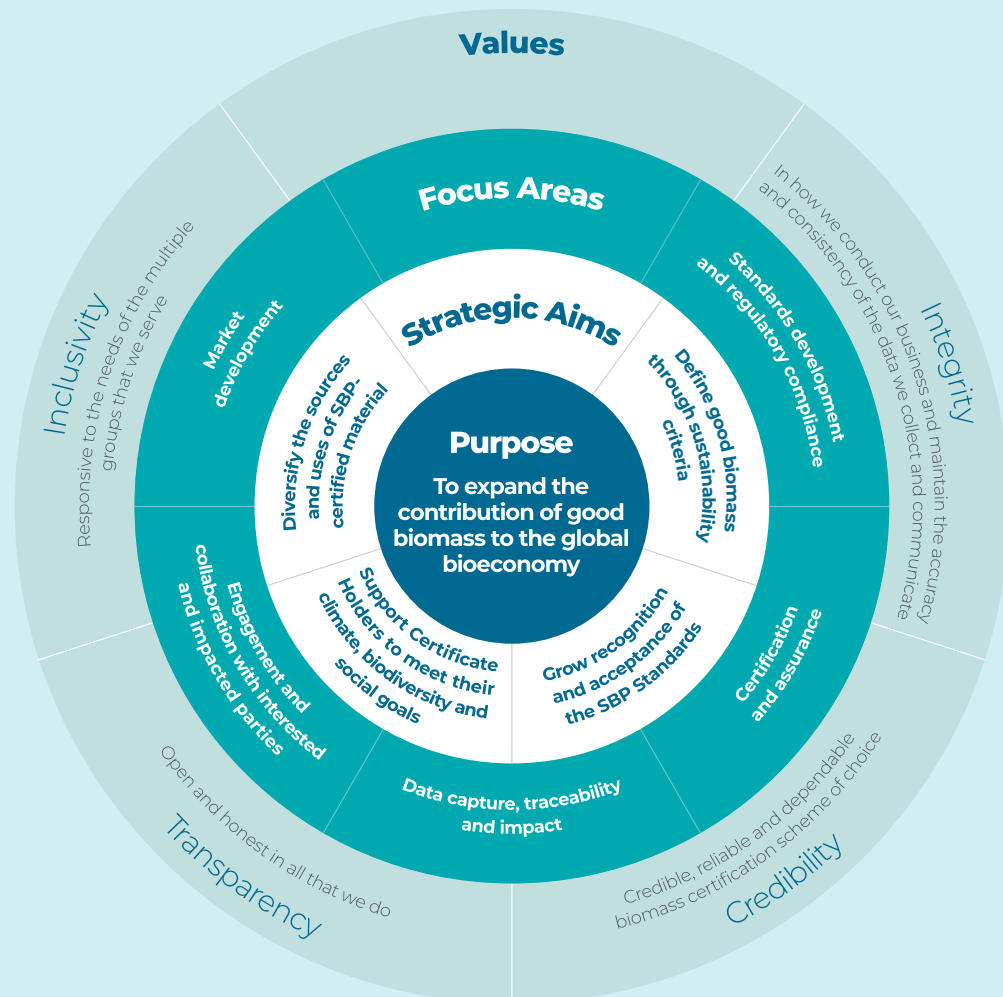 Values
Integrity
In how we conduct our business and maintain the accuracy
and consistency of the data we collect and communicate
Credible, reliable and dependable
biomass certification scheme of choice
Credibility
Open and honest in all that we do
Transparency
Inclusivity
Responsive to the needs of the multiple
groups that we serve
Focus Areas
Standards development
and regulatory compliance
Certification
and assurance
Data capture, traceability
and impact
Engagement and
collaboration with interested
and impacted parties
Market
development
Strategic Aims
Define good biomass
through sustainability
criteria
Grow recognition
and acceptance of
the SBP Standards
Support Certificate
Holders to meet their
climate, biodiversity and
social goals
Diversify the sources
and uses of SBP-
certified material
Purpose
To expand the
contribution of good
biomass to the global
bioeconomy